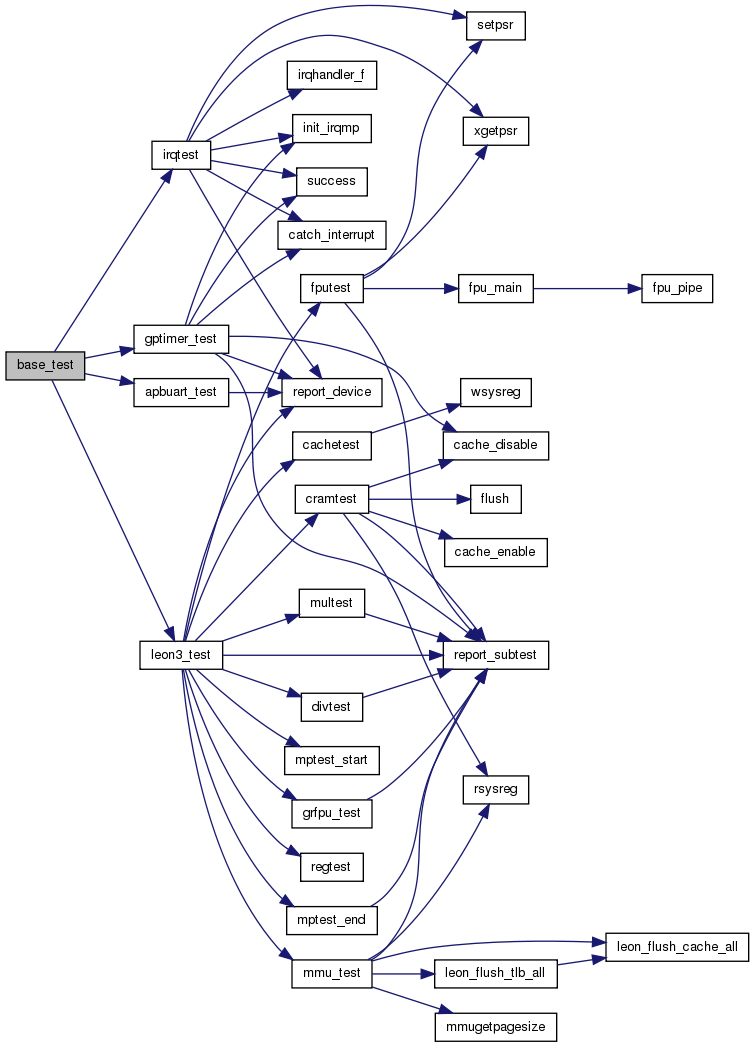 base_test
irqtest
gptimer_test
apbuart_test
leon3_test
irqhandler_f
init_irqmp
success
catch_interrupt
fputest
report_device
cachetest
cramtest
multest
divtest
mptest_start
grfpu_test
regtest
mptest_end
mmu_test
setpsr
xgetpsr
fpu_main
wsysreg
cache_disable
flush
cache_enable
report_subtest
rsysreg
leon_flush_tlb_all
mmugetpagesize
fpu_pipe
leon_flush_cache_all